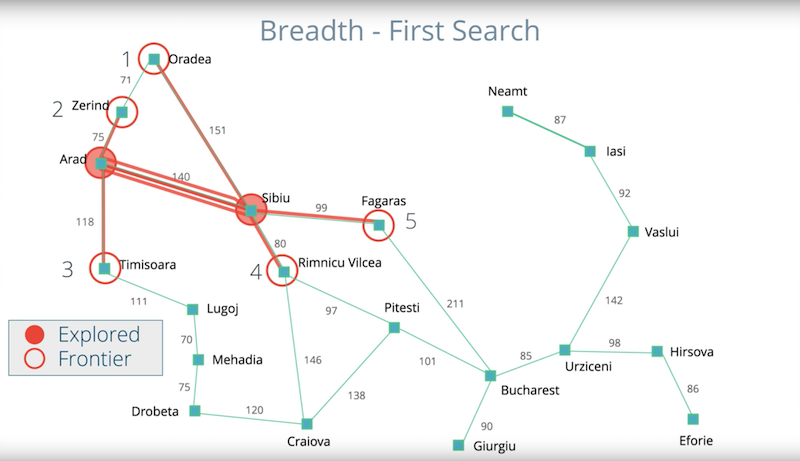 Breadth - First Search
1
Oradea
71
2
Zerind
Neamt
87
75
151
Iasi
Arad
140
92
Sibiu
99
Fagaras
5
118
80
Vaslui
3
Timisoara
4
Rimnicu Vilcea
111
211
142
Lugoj
97
Pitesti
Explored
Frontier
70
Mehadia
146
101
85
98
Hirsova
Urziceni
75
138
Bucharest
86
Drobeta
120
90
Craiova
Giurgiu
Eforie